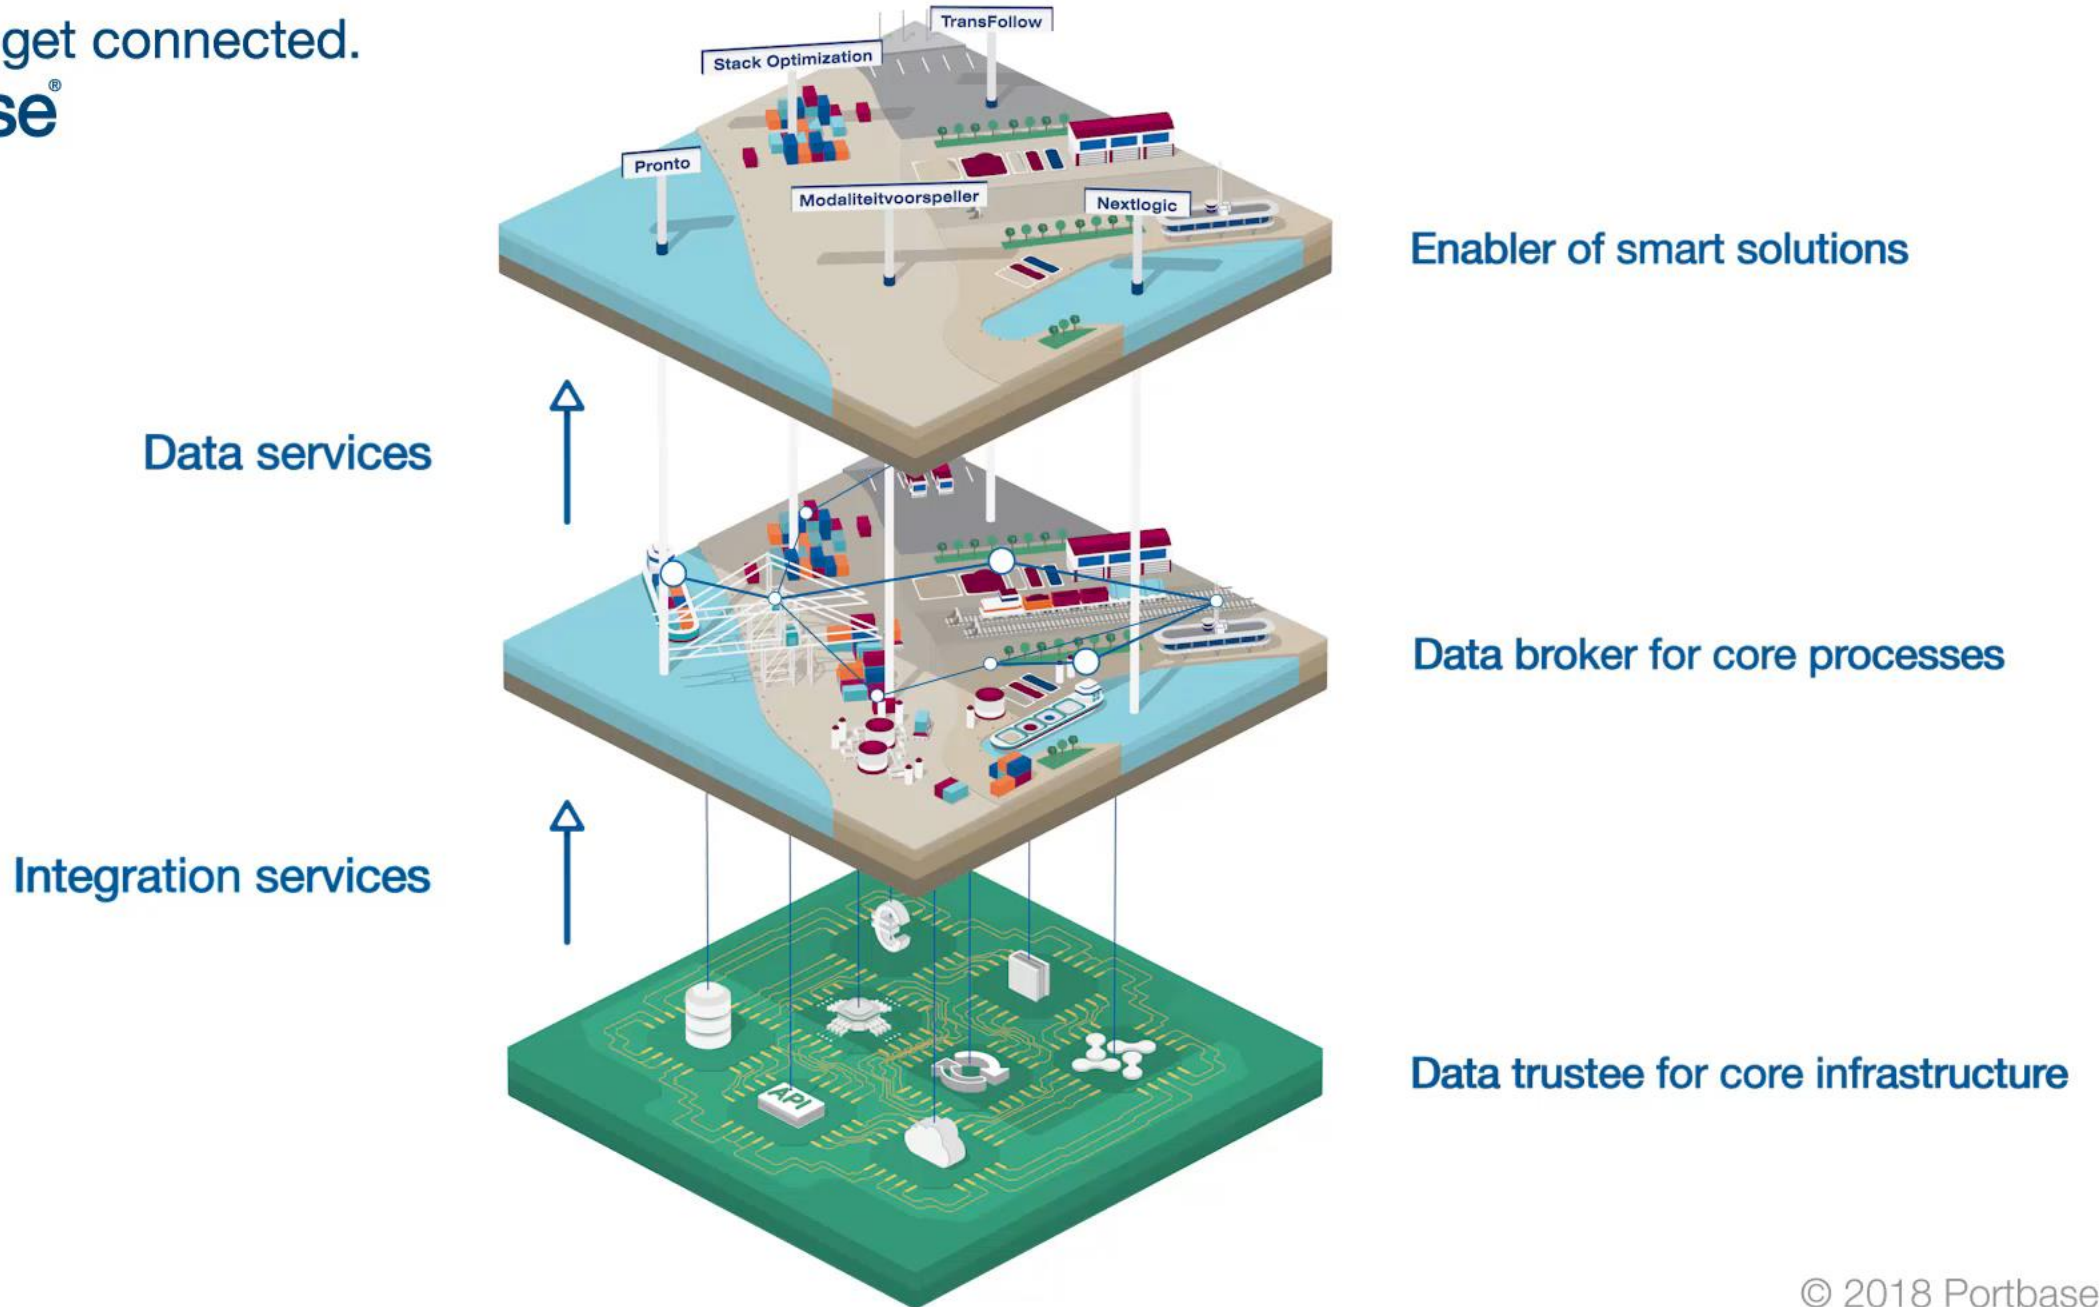 get connected.
se®
TransFollow
Stack Optimization
Pronto
Modaliteitvoorspeller
Nextlogic
Enabler of smart solutions
Data services
Data broker for core processes
Integration services
Data trustee for core infrastructure
API
© 2018 Portbase